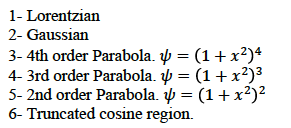 1- Lorentzian
2- Gaussian
3- 4th order Parabola. ψ = (1 + x²)⁴
4- 3rd order Parabola. ψ = (1 + x²)³
5- 2nd order Parabola. ψ = (1 + x²)²
6- Truncated cosine region.